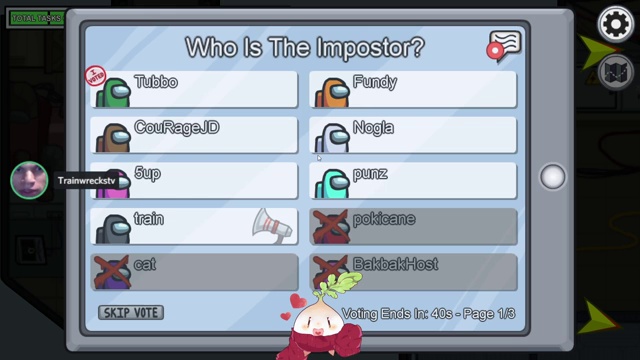 TOTAL TASKS
Who Is The Impostor?
I VOTED
Tubbo
Fundy
CouRageJD
Nogla
5up
punz
Trainwreckstv
train
pokicane
cat
BakbakHost
SKIP VOTE
Voting Ends In: 40s - Page 1/3